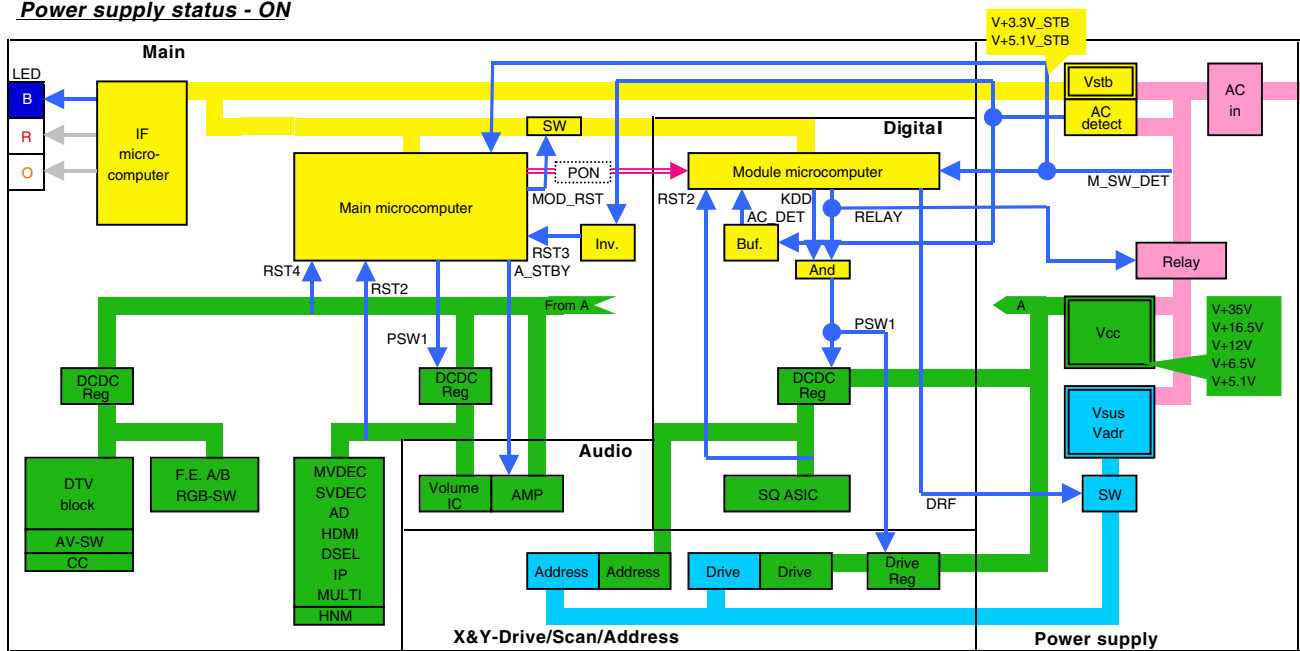 Power supply status - ON
V+3.3V_STB
V+5.1V_STB
Main
LED
B
R
O
IF
micro-
computer
SW
Digital
Vstb
AC
detect
AC
in
Main microcomputer
PON
MOD_RST
Module microcomputer
M_SW_DET
RST2
KDD
AC_DET
RELAY
RST3
Inv.
Buf.
A_STBY
And
Relay
RST4
RST2
From A
A
PSW1
PSW1
Vcc
V+35V
V+16.5V
V+12V
V+6.5V
V+5.1V
DCDC
Reg
DCDC
Reg
DCDC
Reg
Vsus
Vadr
Audio
DTV
block
AV-SW
CC
F.E. A/B
RGB-SW
MVDEC
SVDEC
AD
HDMI
DSEL
IP
MULTI
HNM
Volume
IC
AMP
SQ ASIC
DRF
SW
Address
Address
Drive
Drive
Drive
Reg
X&Y-Drive/Scan/Address
Power supply